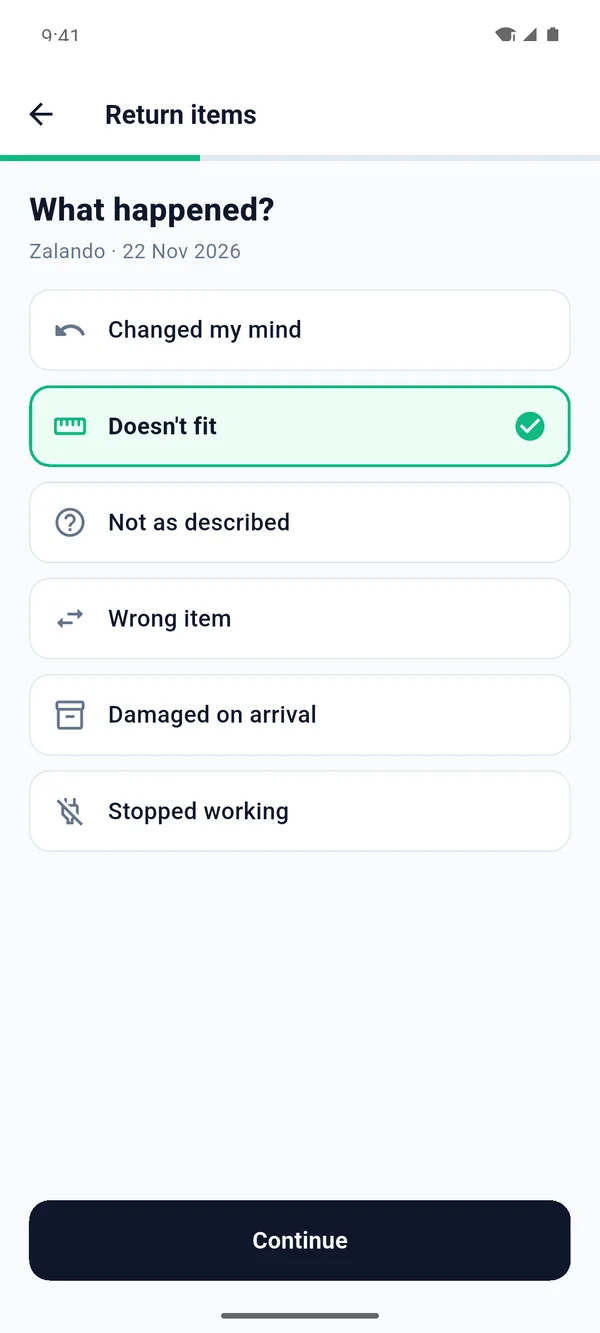 9:41
Return items
What happened?
Zalando · 22 Nov 2026
Changed my mind
Doesn't fit
Not as described
Wrong item
Damaged on arrival
Stopped working
Continue